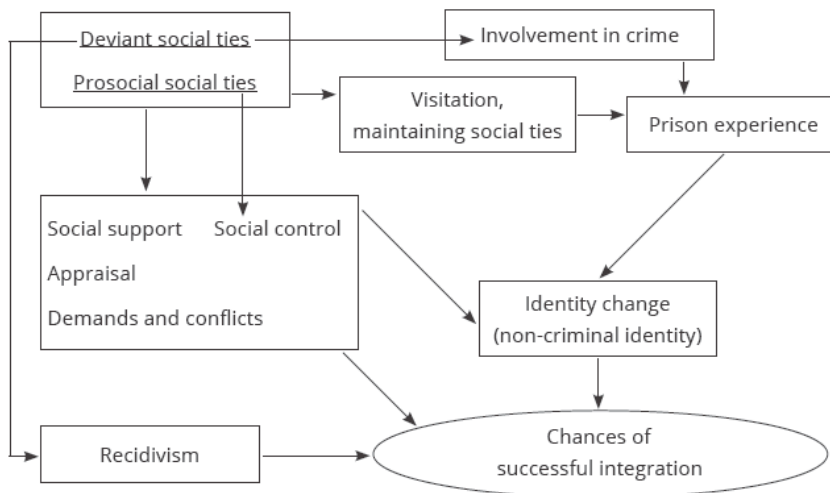 Deviant social ties
Involvement in crime
Prosocial social ties
Visitation,
maintaining social ties
Prison experience
Social support Social control
Appraisal
Demands and conflicts
Identity change
(non-criminal identity)
Recidivism
Chances of
successful integration